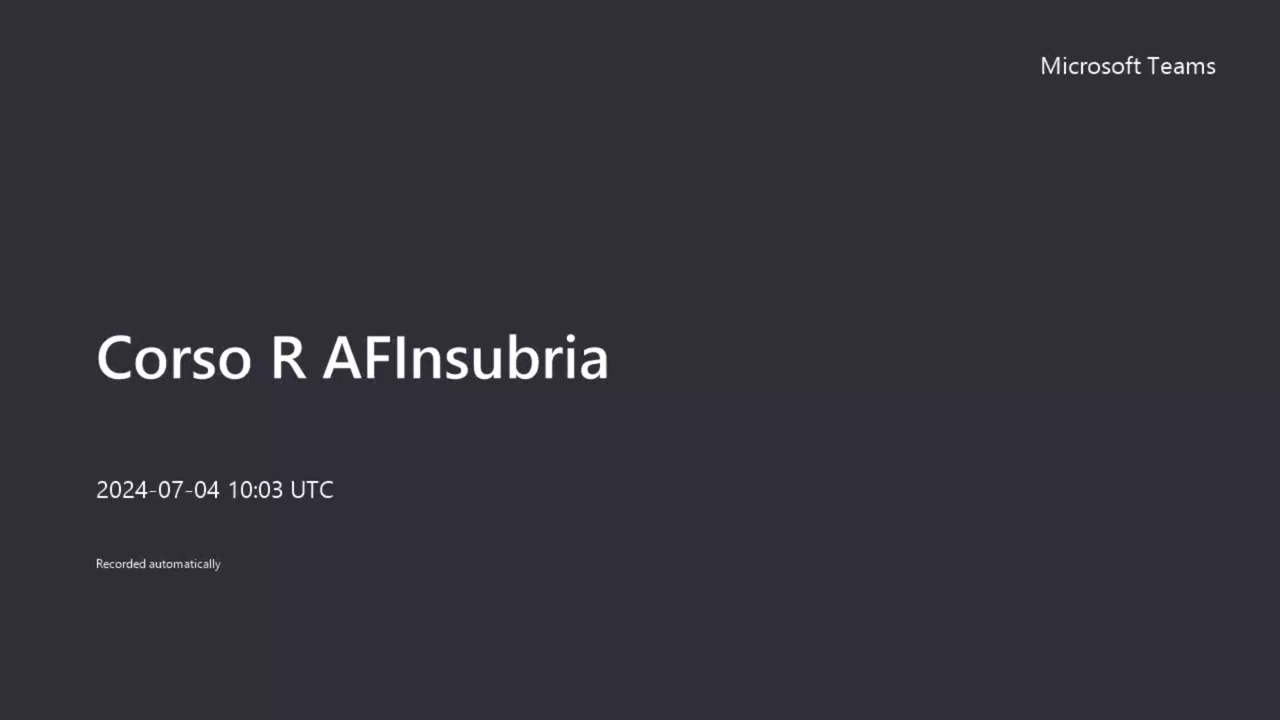 Microsoft Teams
Corso R AFInsubria
2024-07-04 10:03 UTC
Recorded automatically